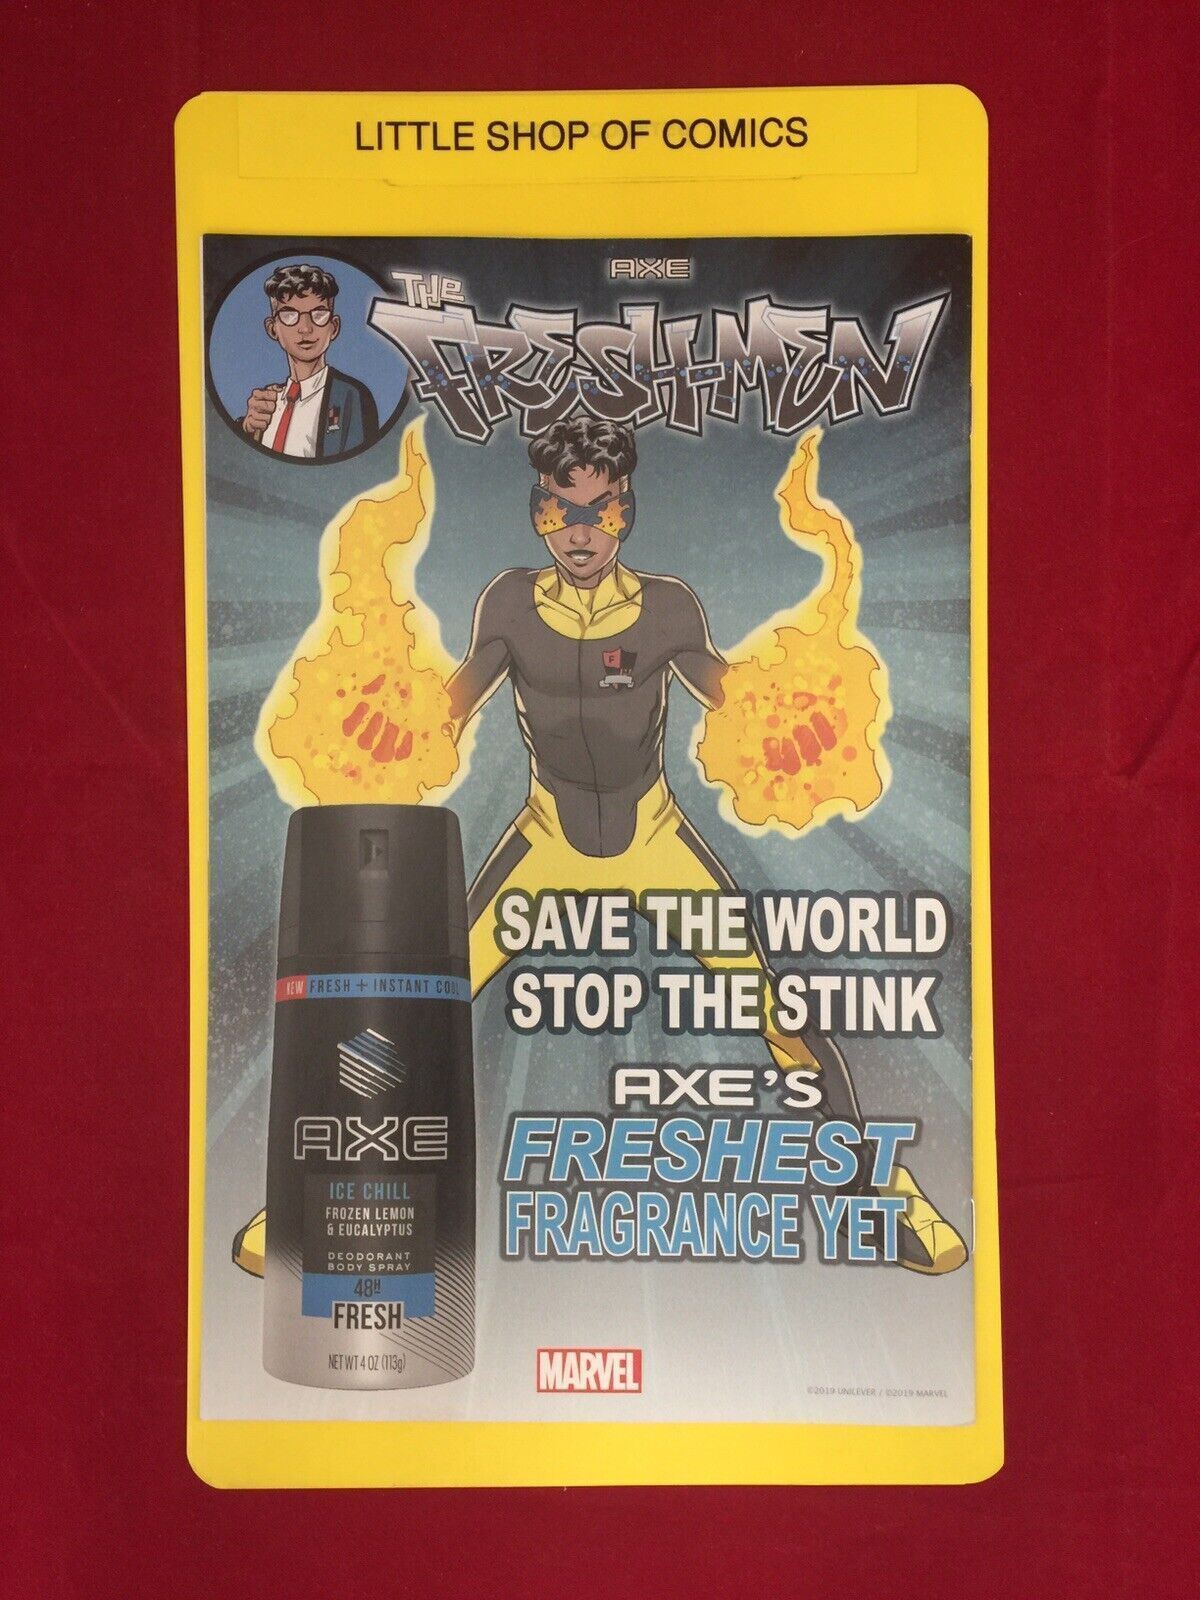 LITTLE SHOP OF COMICS
AXE
THE
FRESH-MEN
F
SAVE THE WORLD
STOP THE STINK
AXE'S
FRESHEST
FRAGRANCE YET
NEW FRESH + INSTANT COOL
AXE
ICE CHILL
FROZEN LEMON
& EUCALYPTUS
DEODORANT
BODY SPRAY
48H
FRESH
NET WT 4 OZ (113g)
MARVEL
©2019 UNILEVER / ©2019 MARVEL